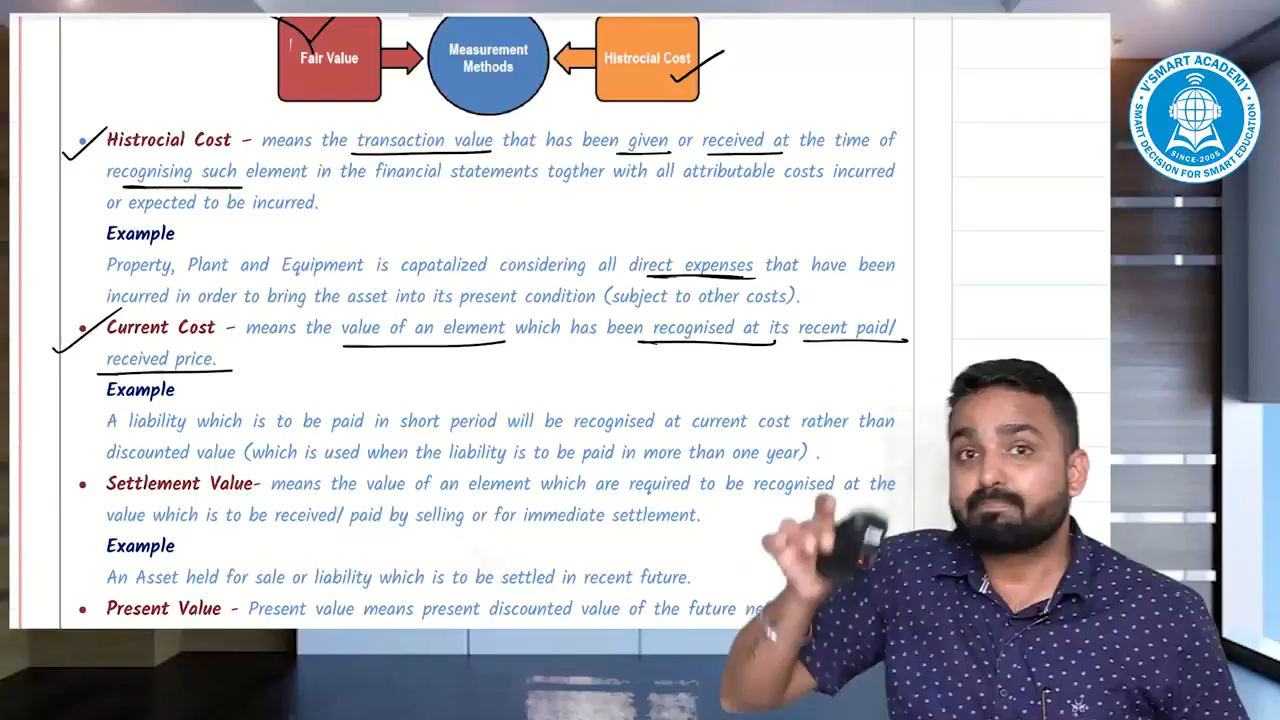 Fair Value
Measurement
Methods
Histrocial Cost
• Histrocial Cost – means the transaction value that has been given or received at the time of
recognising such element in the financial statements togther with all attributable costs incurred
or expected to be incurred.
Example
Property, Plant and Equipment is capatalized considering all direct expenses that have been
incurred in order to bring the asset into its present condition (subject to other costs).
• Current Cost – means the value of an element which has been recognised at its recent paid/
received price.
Example
A liability which is to be paid in short period will be recognised at current cost rather than
discounted value (which is used when the liability is to be paid in more than one year) .
• Settlement Value- means the value of an element which are required to be recognised at the
value which is to be received/ paid by selling or for immediate settlement.
Example
An Asset held for sale or liability which is to be settled in recent future.
• Present Value - Present value means present discounted value of the future
V'SMART ACADEMY
SMART DECISION FOR SMART EDUCATION
SINCE-2005